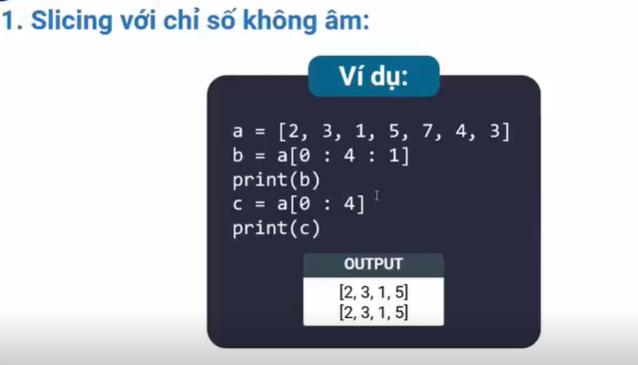 1. Slicing với chỉ số không âm:
Ví dụ:
a = [2, 3, 1, 5, 7, 4, 3]
b = a[0 : 4 : 1]
print(b)
c = a[0 : 4]
print(c)
OUTPUT
[2, 3, 1, 5]
[2, 3, 1, 5]